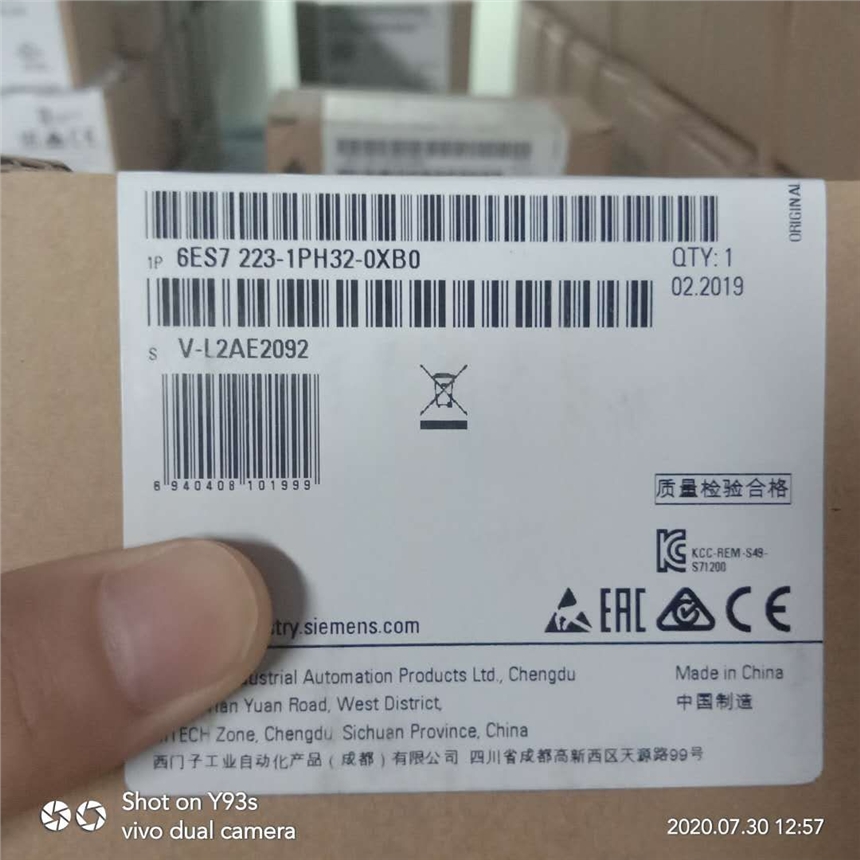 ORIGINAL
1P 6ES7 223-1PH32-0XB0
QTY: 1
02.2019
S V-L2AE2092
6 940408 101999
质量检验合格
KCC-REM-S49-
S71200
EAC
CE
try.siemens.com
ustrial Automation Products Ltd., Chengdu
Yuan Road, West District,
TECH Zone, Chengdu Sichuan Province, China
西门子工业自动化产品（成都）有限公司 四川省成都高新西区天源路99号
Made in China
中国制造
Shot on Y93s
vivo dual camera
2020.07.30 12:57